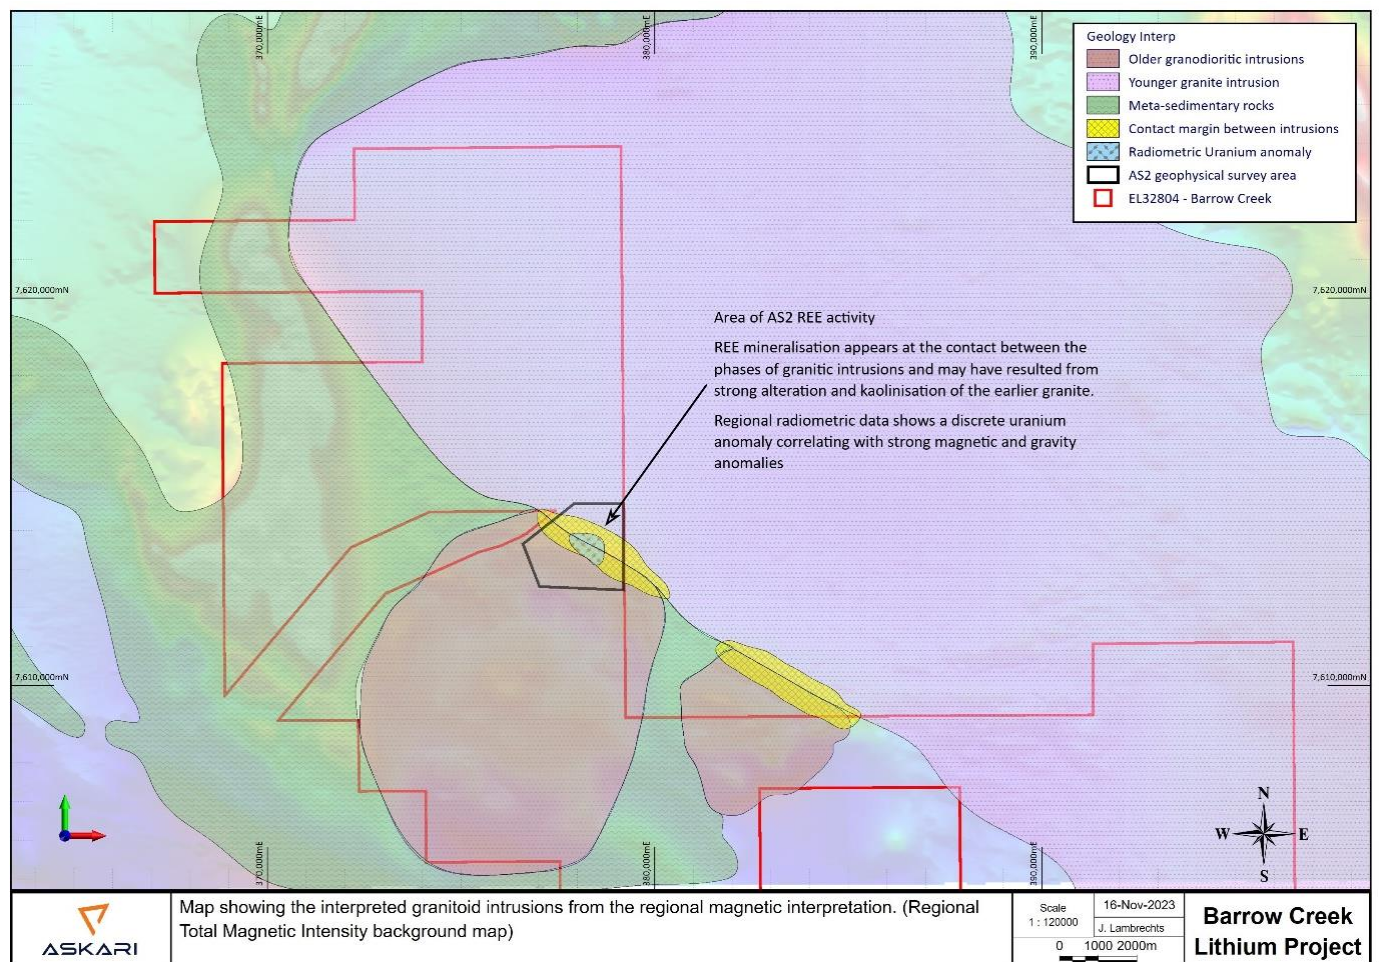 370,000mE
380,000mE
390,000mE
Geology Interp
Older granodioritic intrusions
Younger granite intrusion
Meta-sedimentary rocks
Contact margin between intrusions
Radiometric Uranium anomaly
AS2 geophysical survey area
EL32804 - Barrow Creek
7,620,000mN
7,620,000mN
Area of AS2 REE activity
REE mineralisation appears at the contact between the
phases of granitic intrusions and may have resulted from
strong alteration and kaolinisation of the earlier granite.
Regional radiometric data shows a discrete uranium
anomaly correlating with strong magnetic and gravity
anomalies
7,610,000mN
7,610,000mN
N
W E
S
370,000mE
380,000mE
390,000mE
ASKARI
Map showing the interpreted granitoid intrusions from the regional magnetic interpretation. (Regional
Total Magnetic Intensity background map)
Scale
1 : 120000
16-Nov-2023
J. Lambrechts
0 1000 2000m
Barrow Creek
Lithium Project